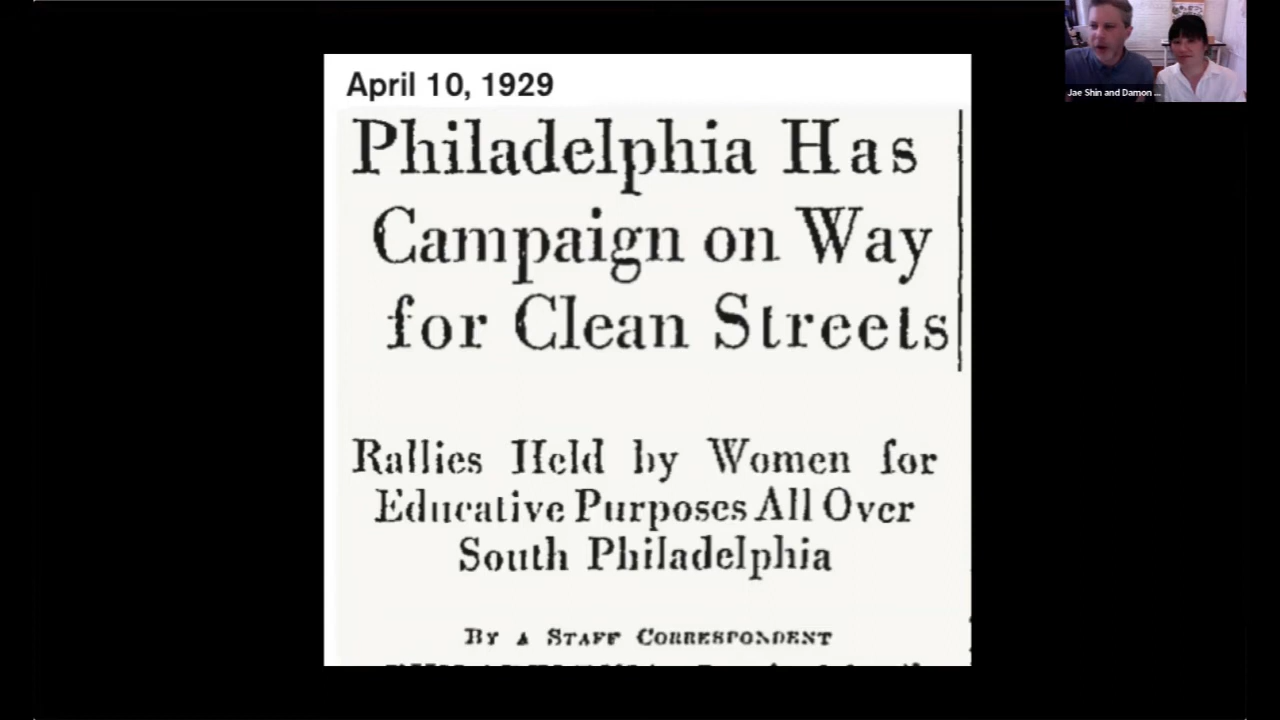 Jae Shin and Damon ...
April 10, 1929
Philadelphia Has
Campaign on Way
for Clean Streets
Rallies Held by Women for
Educative Purposes All Over
South Philadelphia
BY A STAFF CORRESPONDENT